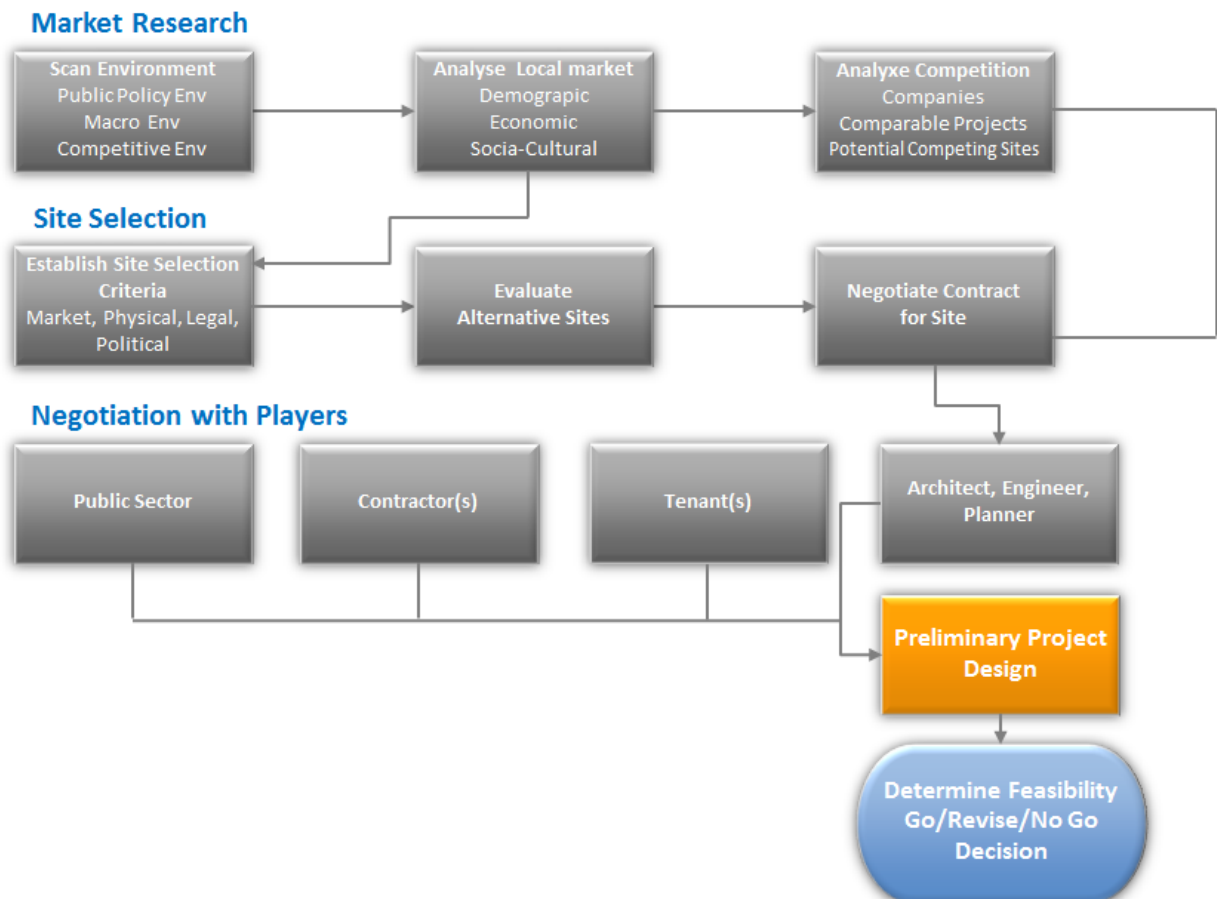 Market Research
Scan Environment
Public Policy Env
Macro Env
Competitive Env
Analyse Local market
Demograpic
Economic
Socia-Cultural
Analyxe Competition
Companies
Comparable Projects
Potential Competing Sites
Site Selection
Establish Site Selection
Criteria
Market, Physical, Legal,
Political
Evaluate
Alternative Sites
Negotiate Contract
for Site
Negotiation with Players
Public Sector
Contractor(s)
Tenant(s)
Architect, Engineer,
Planner
Preliminary Project
Design
Determine Feasibility
Go/Revise/No Go
Decision